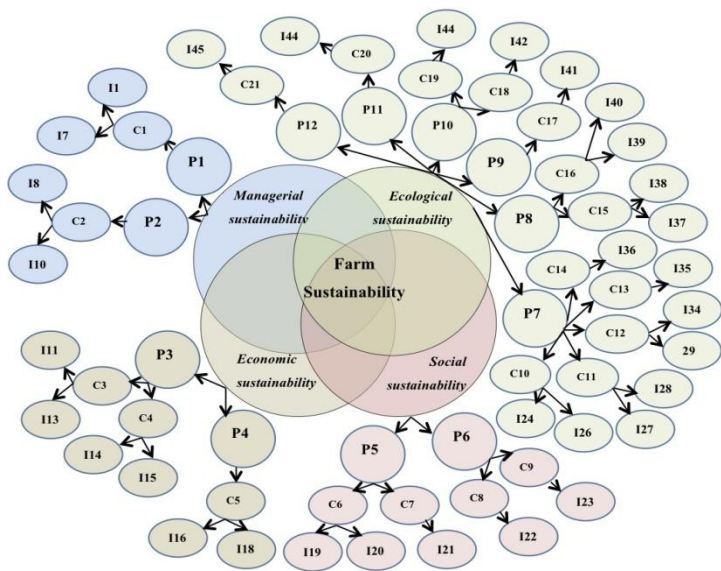 I45
I44
I44
I42
C20
C21
C19
C18
I41
I1
P11
I40
P12
P10
C17
I7
C1
P9
I39
P1
C16
I38
I8
Managerial
sustainability
Ecological
sustainability
P8
C15
C2
P2
I37
I36
I10
Farm
Sustainability
C14
I35
C13
P7
I34
C12
I11
P3
Economic
sustainability
Social
sustainability
29
C3
C10
C11
I28
I13
C4
I24
I26
I27
P4
P5
P6
I14
I15
C9
C6
C7
C8
I23
C5
I16
I18
I19
I20
I21
I22